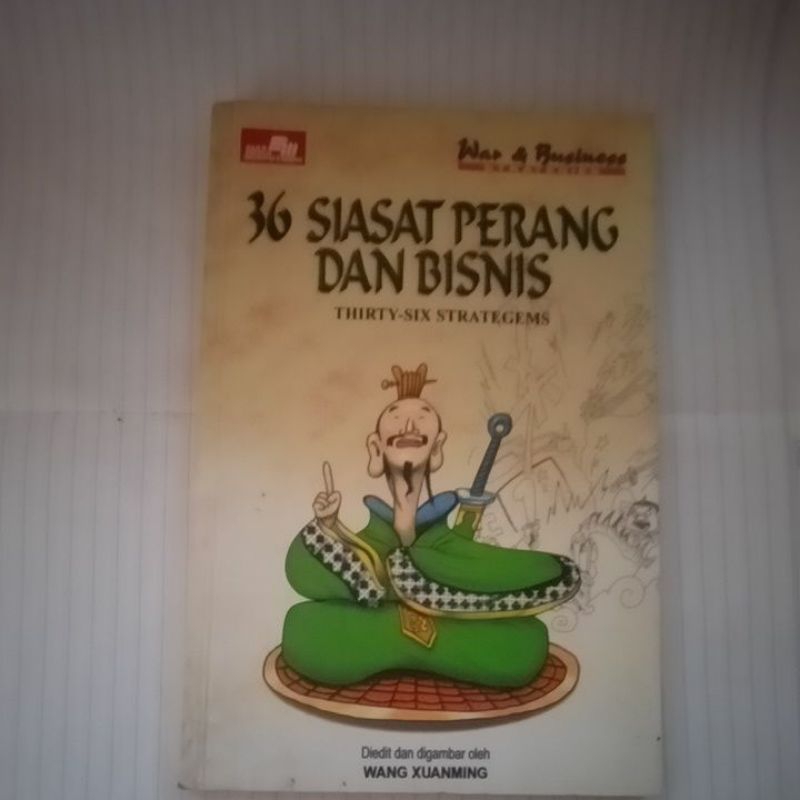 War & Business
36 SIASAT PERANG
DAN BISNIS
THIRTY-SIX STRATEGEMS
Diedit dan digambar oleh
WANG XUANMING